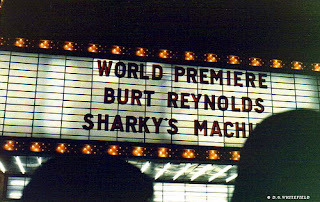 WORLD PREMIERE
BURT REYNOLDS
SHARKY'S MACHI
© D.G. WHITEFIELD